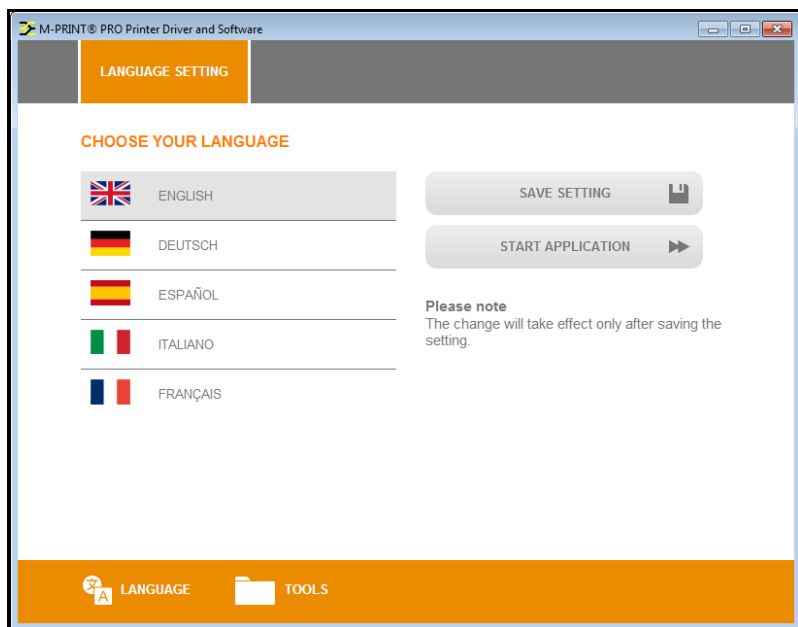 M-PRINT® PRO Printer Driver and Software
LANGUAGE SETTING
CHOOSE YOUR LANGUAGE
ENGLISH
DEUTSCH
ESPAÑOL
ITALIANO
FRANÇAIS
SAVE SETTING
START APPLICATION
Please note
The change will take effect only after saving the
setting.
LANGUAGE
TOOLS